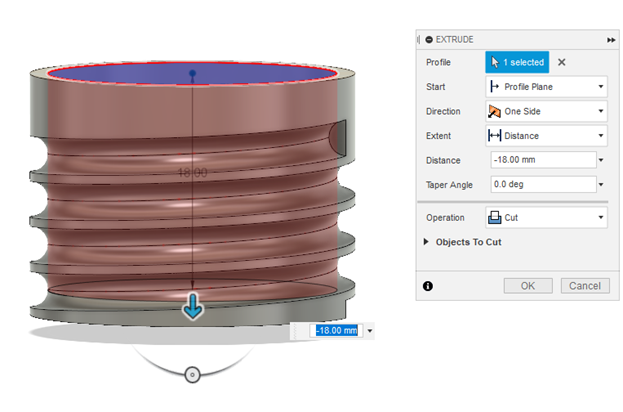 EXTRUDE
Profile 1 selected
Start Profile Plane
Direction One Side
Extent Distance
Distance -18.00 mm
Taper Angle 0.0 deg
Operation Cut
Objects To Cut
OK Cancel
18.00
-18.00 mm